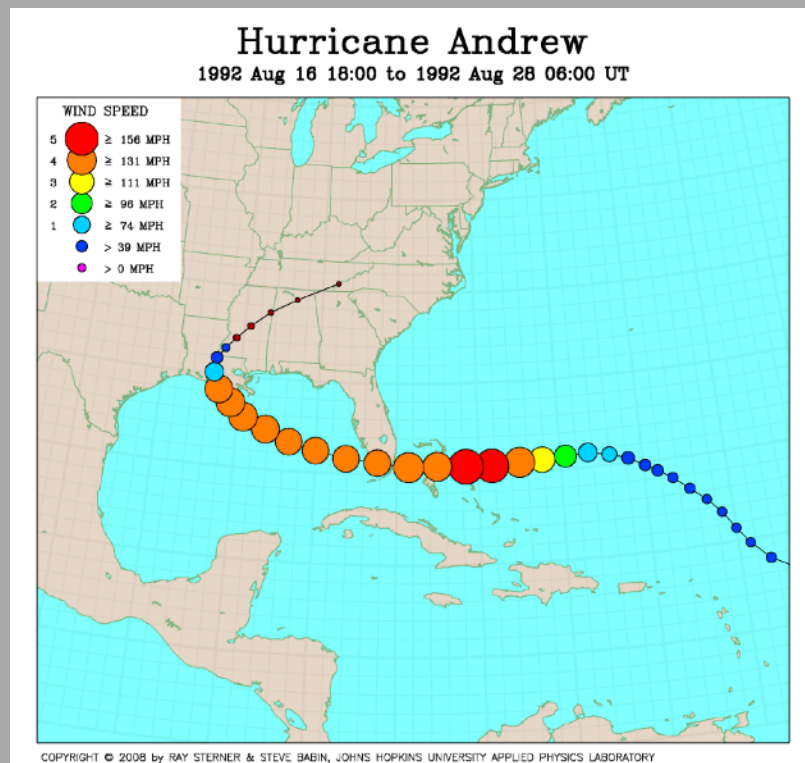 Hurricane Andrew
1992 Aug 16 18:00 to 1992 Aug 28 06:00 UT
WIND SPEED
5 ≥ 156 MPH
4 ≥ 131 MPH
3 ≥ 111 MPH
2 ≥ 96 MPH
1 ≥ 74 MPH
> 39 MPH
> 0 MPH
COPYRIGHT © 2008 by RAY STERNER & STEVE BABIN, JOHNS HOPKINS UNIVERSITY APPLIED PHYSICS LABORATORY